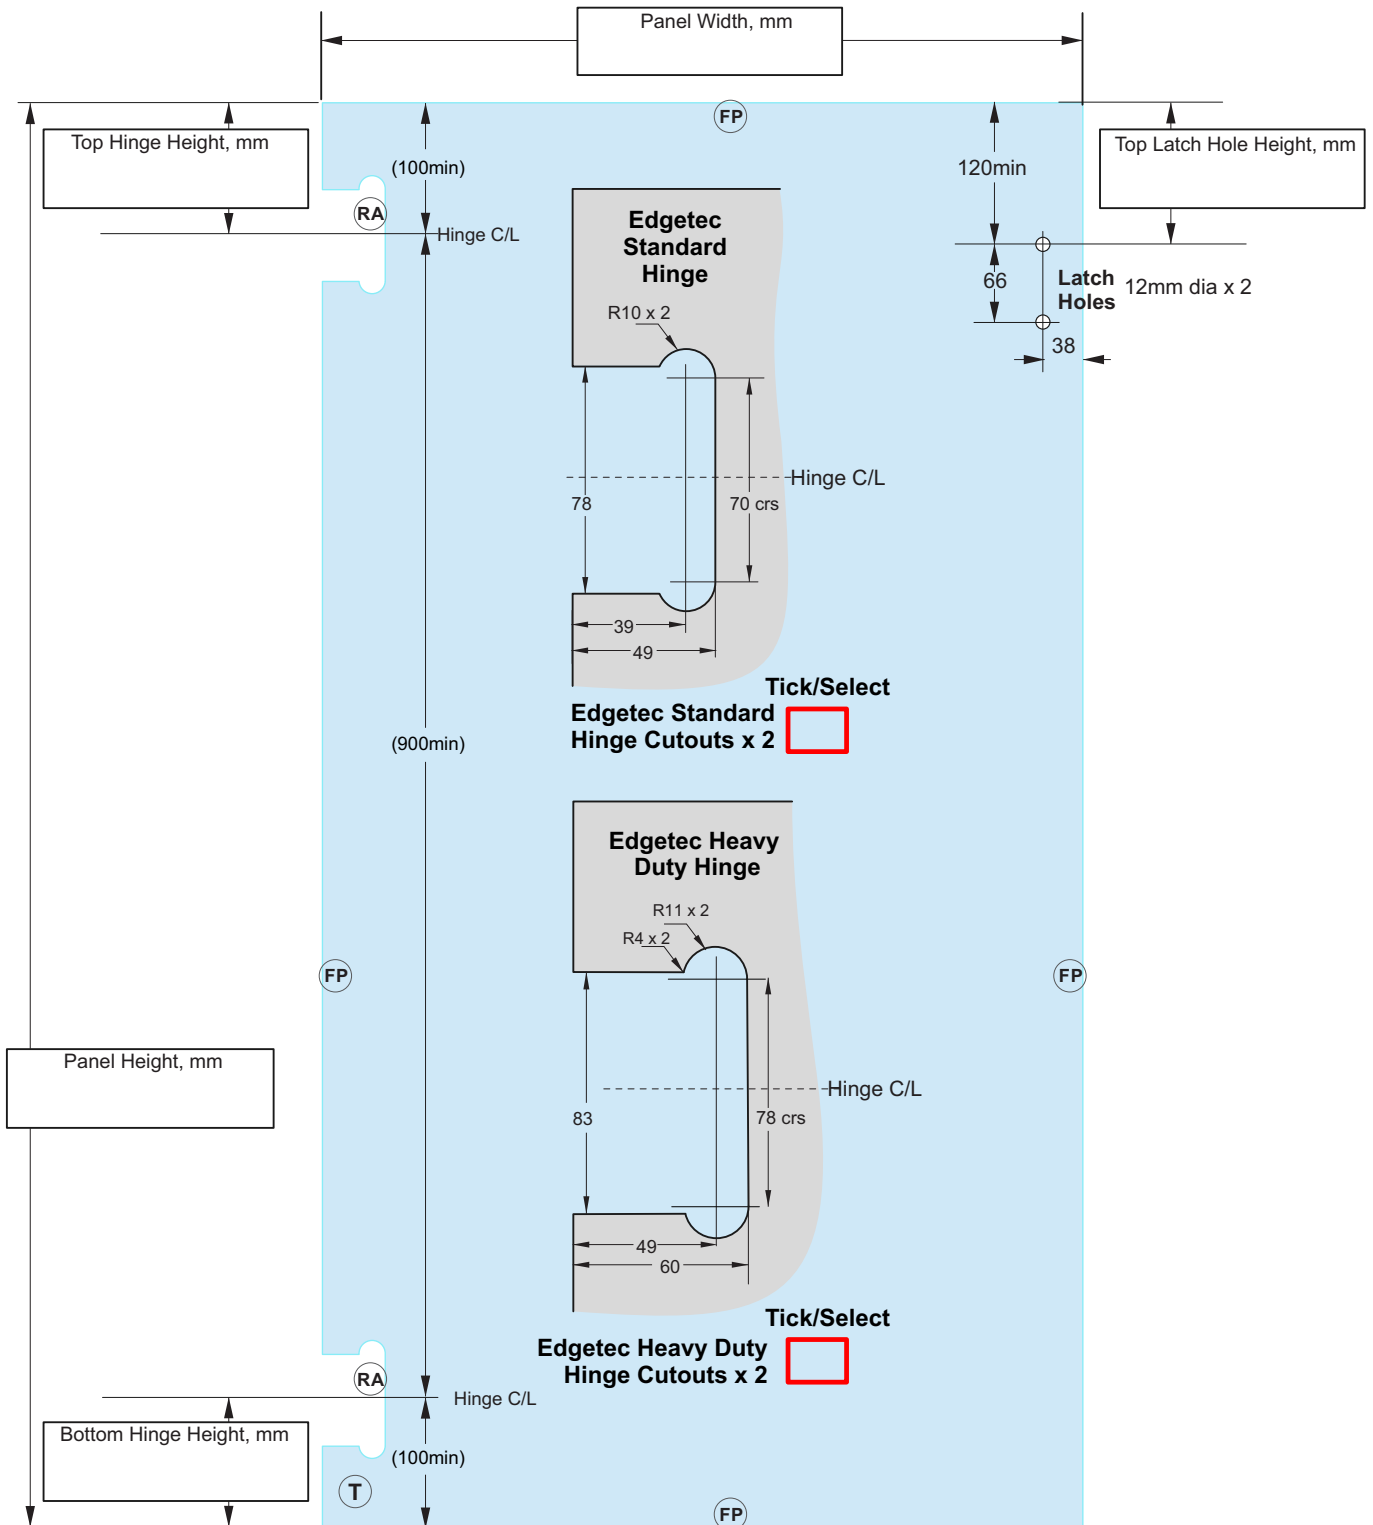 Panel Width, mm
FP
Top Hinge Height, mm
(100min)
120min
Top Latch Hole Height, mm
RA
Hinge C/L
Edgetec
Standard
Hinge
66
Latch
Holes
12mm dia x 2
R10 x 2
38
Hinge C/L
78
70 crs
39
49
Tick/Select
Edgetec Standard
Hinge Cutouts x 2
(900min)
Edgetec Heavy
Duty Hinge
R11 x 2
R4 x 2
FP
FP
Panel Height, mm
Hinge C/L
83
78 crs
49
60
Tick/Select
Edgetec Heavy Duty
Hinge Cutouts x 2
RA
Hinge C/L
Bottom Hinge Height, mm
(100min)
T
FP